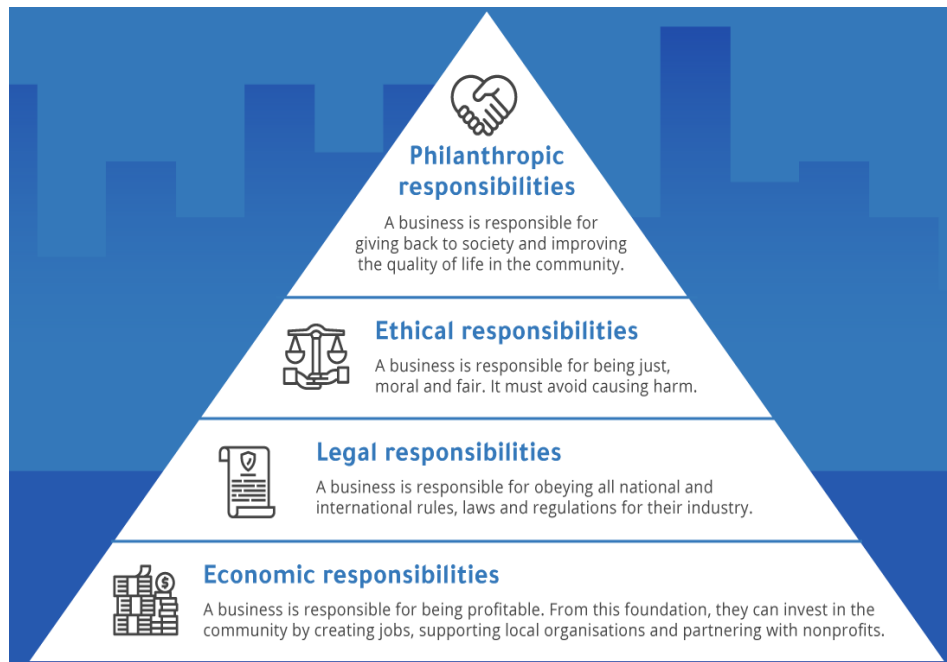 Philanthropic
responsibilities
A business is responsible for
giving back to society and improving
the quality of life in the community.
Ethical responsibilities
A business is responsible for being just,
moral and fair. It must avoid causing harm.
Legal responsibilities
A business is responsible for obeying all national and
international rules, laws and regulations for their industry.
$
Economic responsibilities
A business is responsible for being profitable. From this foundation, they can invest in the
community by creating jobs, supporting local organisations and partnering with nonprofits.